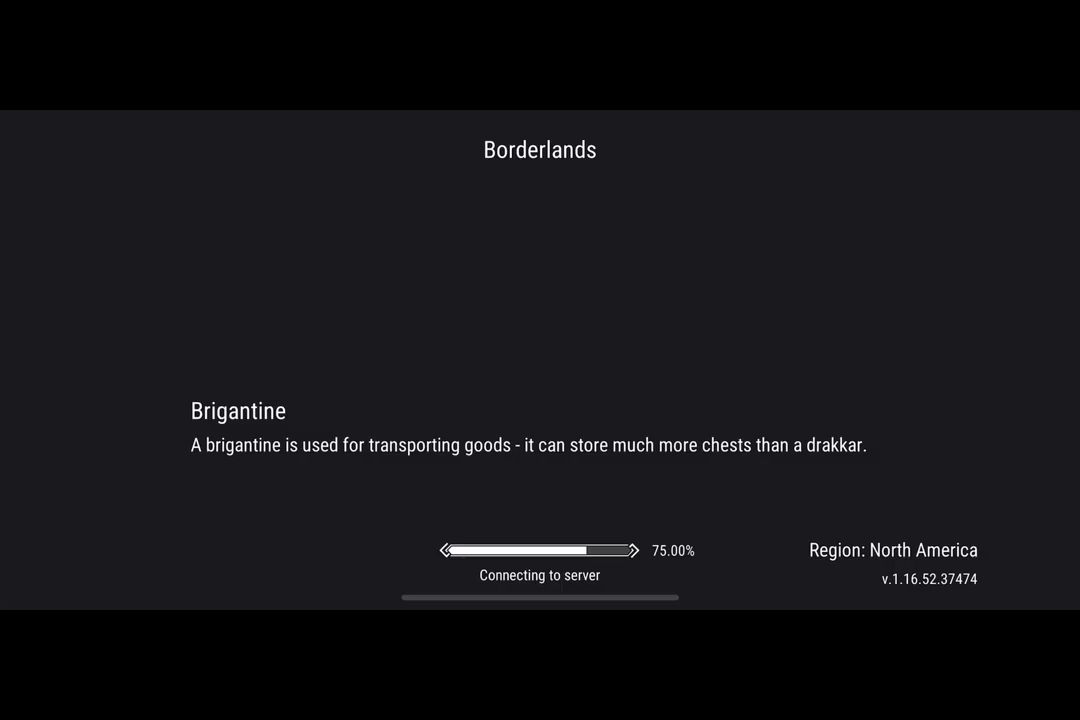 Borderlands
Brigantine
A brigantine is used for transporting goods - it can store much more chests than a drakkar.
75.00%
Connecting to server
Region: North America
v.1.16.52.37474